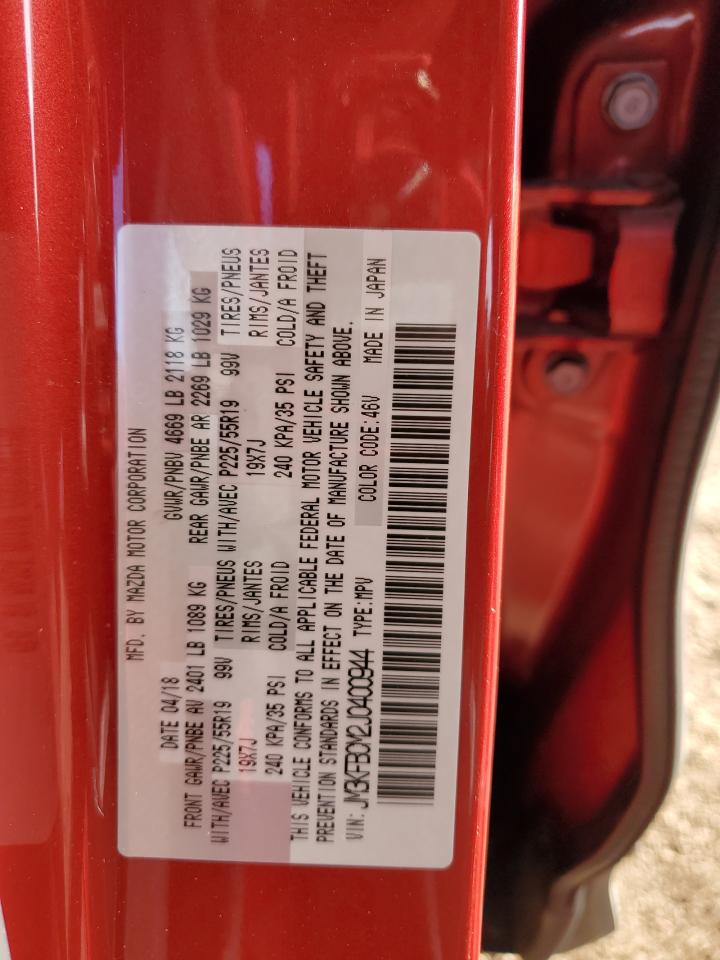 MFD. BY MAZDA MOTOR CORPORATION
DATE 04/18 GVWR/PNBV 4669 LB 2118 KG
FRONT GAWR/PNBE AV 2401 LB 1089 KG REAR GAWR/PNBE AR 2269 LB 1029 KG
WITH/AVEC P225/55R19 99V TIRES/PNEUS WITH/AVEC P225/55R19 99V TIRES/PNEUS
19X7J RIMS/JANTES 19X7J RIMS/JANTES
240 KPA/35 PSI COLD/A FROID 240 KPA/35 PSI COLD/A FROID
THIS VEHICLE CONFORMS TO ALL APPLICABLE FEDERAL MOTOR VEHICLE SAFETY AND THEFT
PREVENTION STANDARDS IN EFFECT ON THE DATE OF MANUFACTURE SHOWN ABOVE.
VIN: JM3KFBCM2J0400944 TYPE:MPV COLOR CODE:46V MADE IN JAPAN